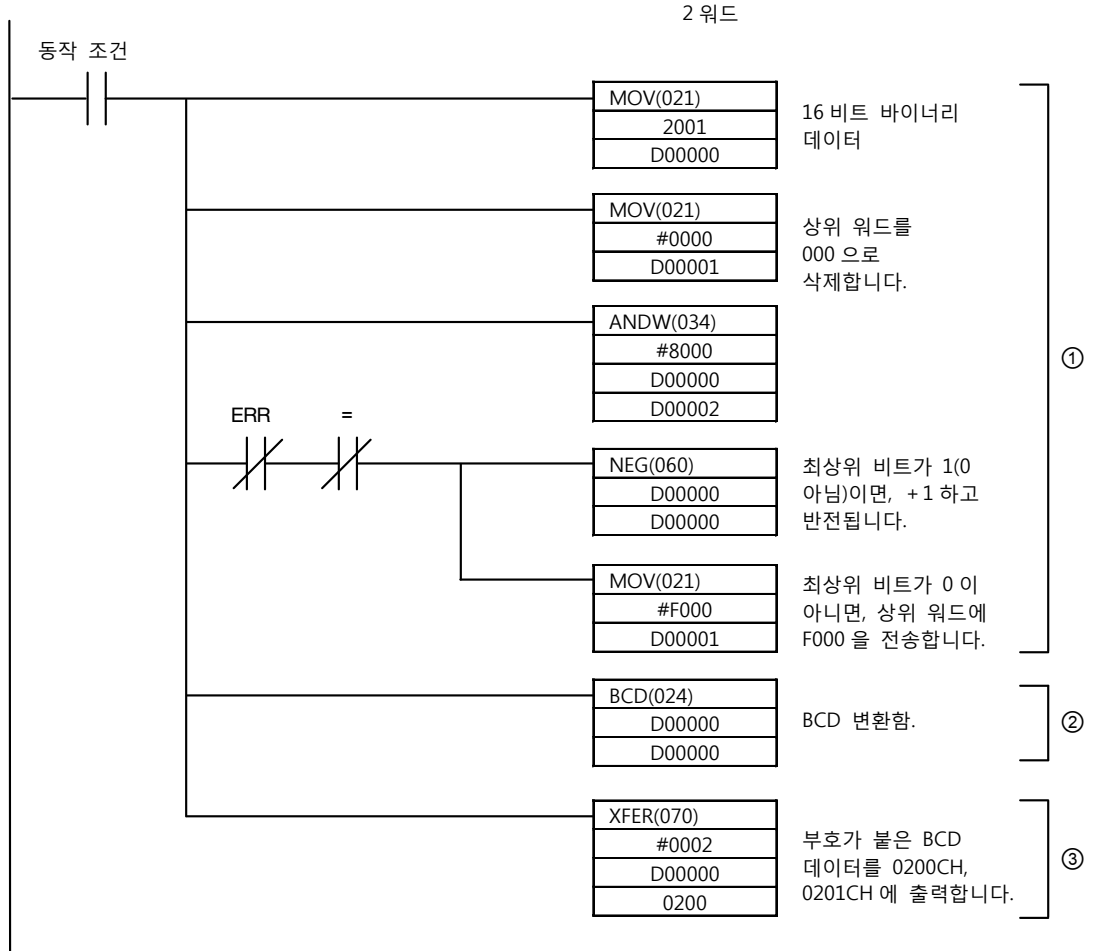 2 워드
동작 조건
MOV(021)
2001
D00000
16 비트 바이너리
데이터
MOV(021)
#0000
D00001
상위 워드를
000 으로
삭제합니다.
ANDW(034)
#8000
D00000
D00002
①
ERR =
NEG(060)
D00000
D00000
최상위 비트가 1(0
아님)이면, +1 하고
반전됩니다.
MOV(021)
#F000
D00001
최상위 비트가 0 이
아니면, 상위 워드에
F000 을 전송합니다.
BCD(024)
D00000
D00000
BCD 변환함.
②
XFER(070)
#0002
D00000
0200
부호가 붙은 BCD
데이터를 0200CH,
0201CH 에 출력합니다.
③